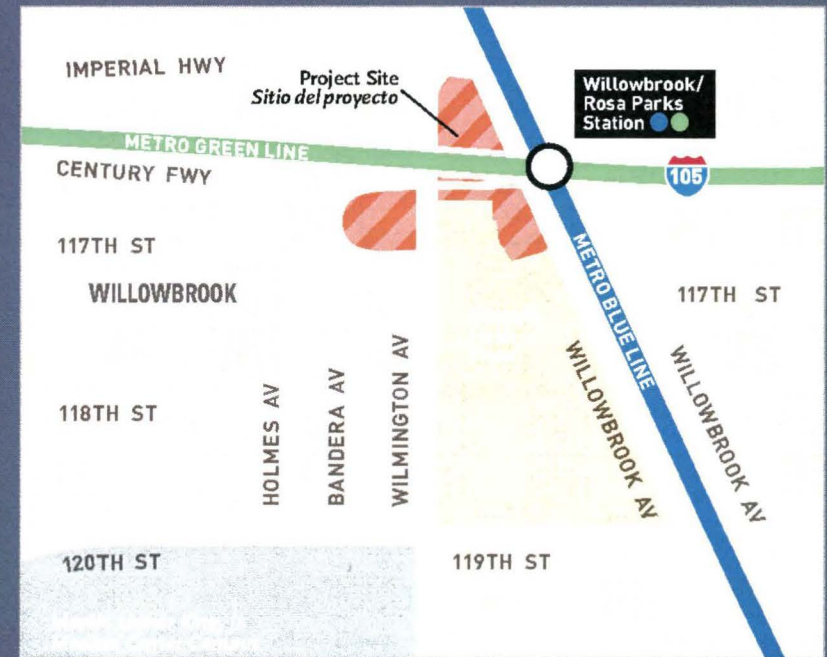 IMPERIAL HWY
Project Site
Sitio del proyecto
Willowbrook/
Rosa Parks
Station
METRO GREEN LINE
CENTURY FWY
105
117TH ST
WILLOWBROOK
117TH ST
METRO BLUE LINE
118TH ST
HOLMES AV
BANDERA AV
WILMINGTON AV
WILLOWBROOK AV
WILLOWBROOK AV
120TH ST
119TH ST